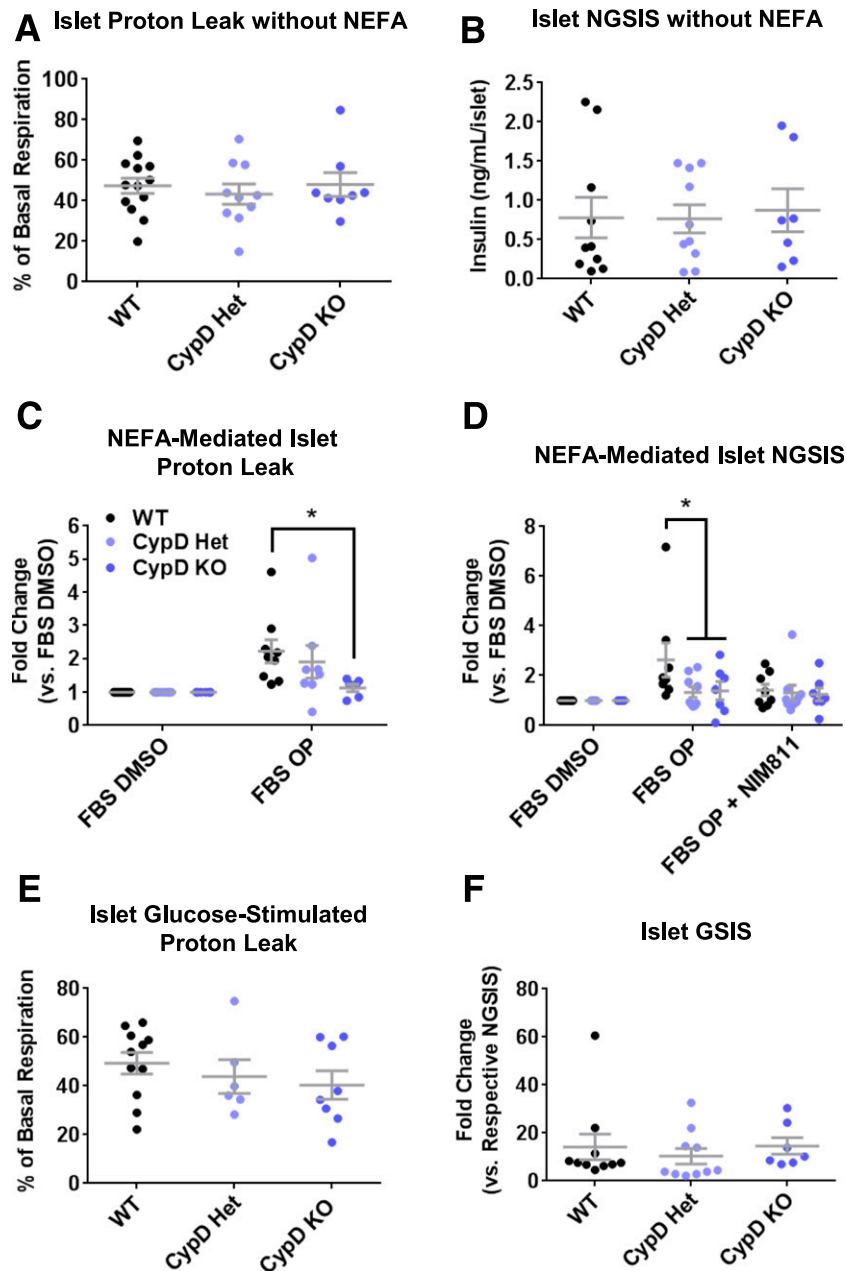 A
Islet Proton Leak without NEFA
% of Basal Respiration
100
80
60
40
20
0
WT
CypD Het
CypD KO
B
Islet NGSIS without NEFA
Insulin (ng/mL/islet)
2.5
2.0
1.5
1.0
0.5
0.0
WT
CypD Het
CypD KO
C
NEFA-Mediated Islet
Proton Leak
Fold Change
(vs. FBS DMSO)
6
5
4
3
2
1
0
WT
CypD Het
CypD KO
*
FBS DMSO
FBS OP
D
NEFA-Mediated Islet NGSIS
Fold Change
(vs. FBS DMSO)
8
6
4
2
0
*
FBS DMSO
FBS OP
FBS OP + NIM811
E
Islet Glucose-Stimulated
Proton Leak
% of Basal Respiration
80
60
40
20
0
WT
CypD Het
CypD KO
F
Islet GSIS
Fold Change
(vs. Respective NGSIS)
80
60
40
20
0
WT
CypD Het
CypD KO